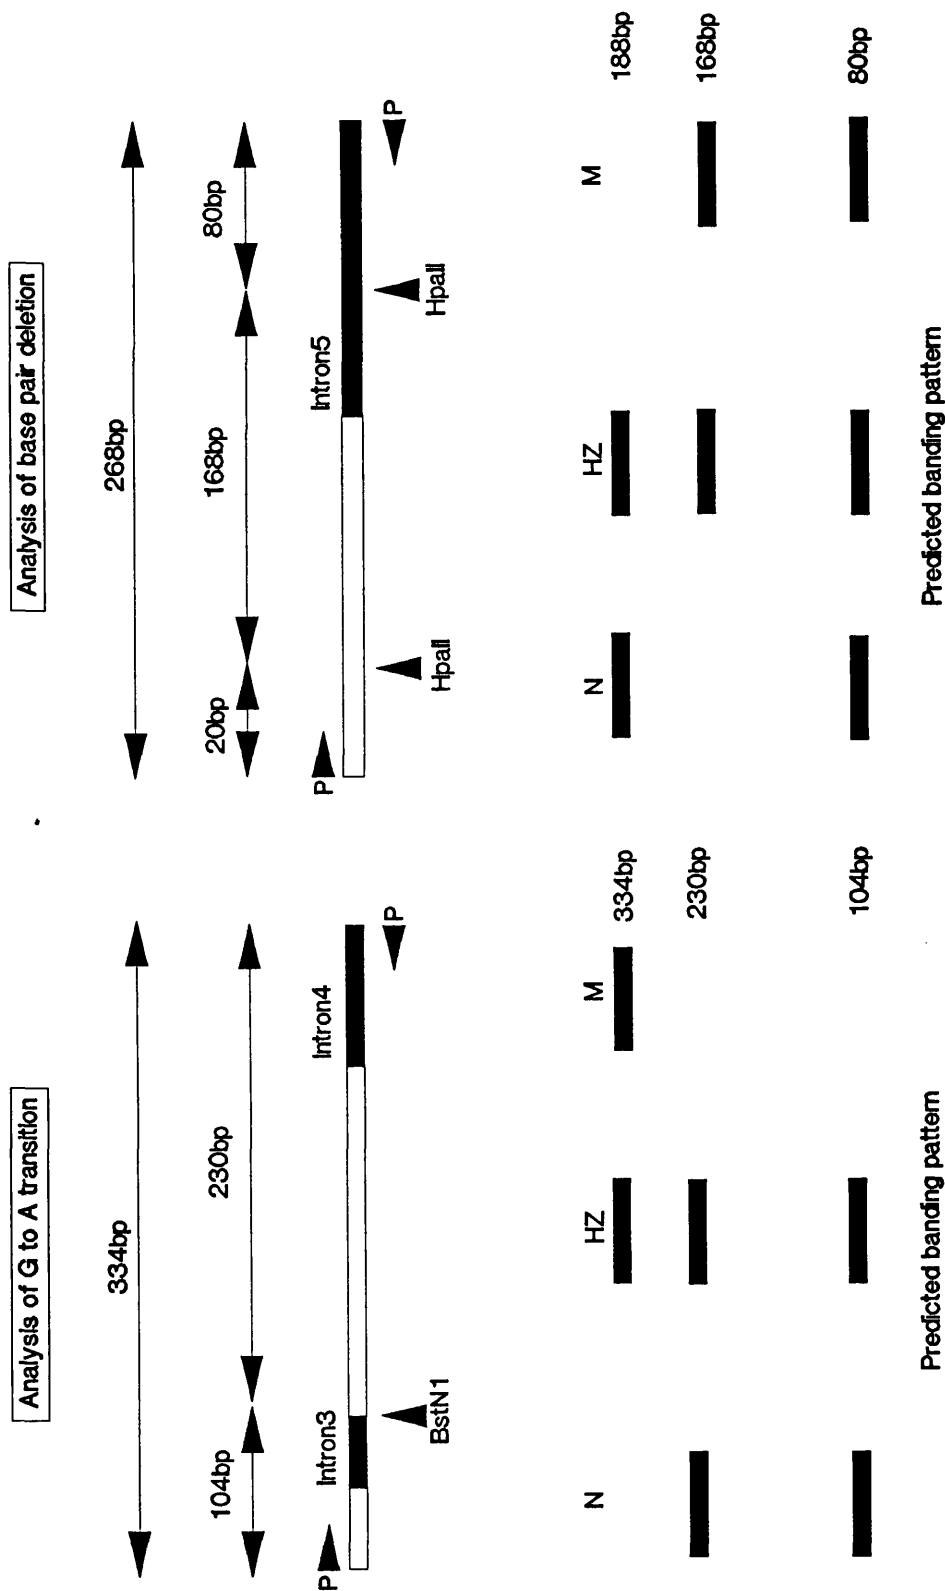 Analysis of G to A transition
334bp
104bp
230bp
Intron3
Intron4
P
P
BstN1
N
HZ
M
334bp
230bp
104bp
Predicted banding pattern
Analysis of base pair deletion
268bp
20bp
168bp
80bp
Intron5
P
P
HpaII
HpaII
N
HZ
M
188bp
168bp
80bp
Predicted banding pattern